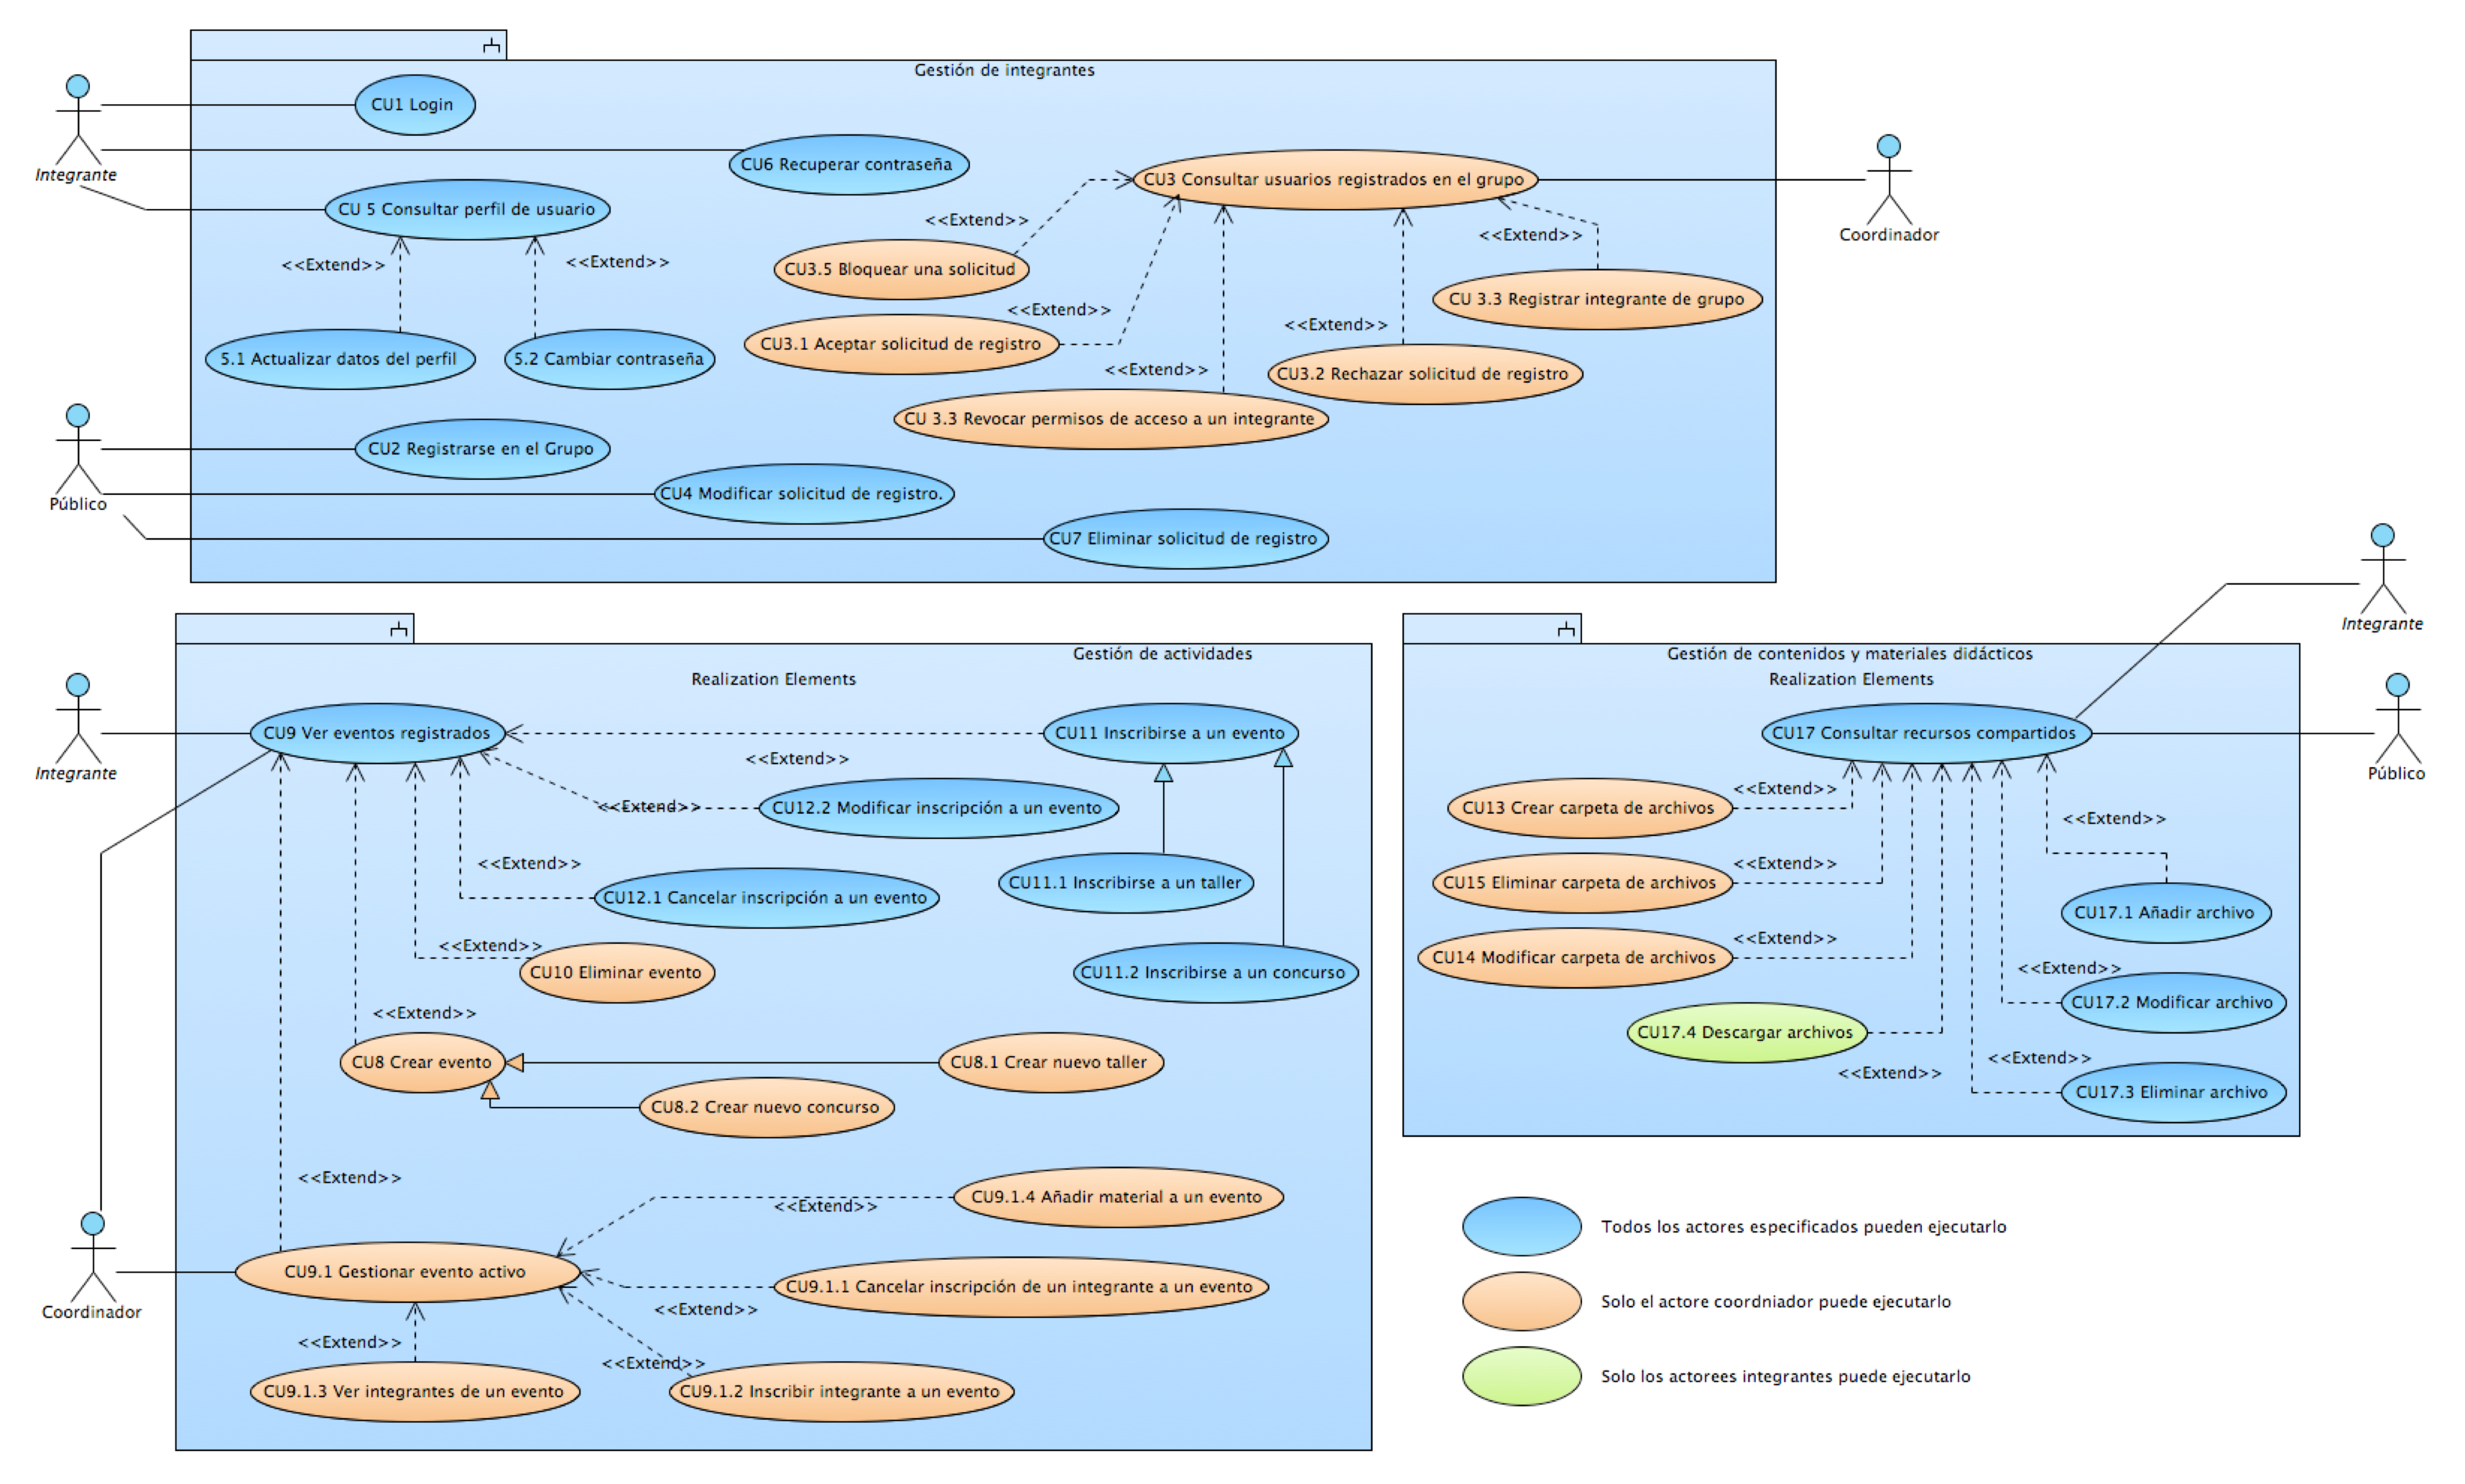 Gestión de integrantes
CU1 Login
Integrante
CU6 Recuperar contraseña
CU3 Consultar usuarios registrados en el grupo
Coordinador
CU 5 Consultar perfil de usuario
<<Extend>>
<<Extend>>
<<Extend>>
<<Extend>>
CU3.5 Bloquear una solicitud
CU 3.3 Registrar integrante de grupo
<<Extend>>
<<Extend>>
CU3.1 Aceptar solicitud de registro
5.1 Actualizar datos del perfil
5.2 Cambiar contraseña
<<Extend>>
CU3.2 Rechazar solicitud de registro
CU 3.3 Revocar permisos de acceso a un integrante
CU2 Registrarse en el Grupo
Público
CU4 Modificar solicitud de registro.
CU7 Eliminar solicitud de registro
Gestión de actividades
Realization Elements
Integrante
CU9 Ver eventos registrados
CU11 Inscribirse a un evento
<<Extend>>
<<Extend>>
CU12.2 Modificar inscripción a un evento
<<Extend>>
CU11.1 Inscribirse a un taller
CU12.1 Cancelar inscripción a un evento
<<Extend>>
CU10 Eliminar evento
CU11.2 Inscribirse a un concurso
<<Extend>>
CU8 Crear evento
CU8.1 Crear nuevo taller
CU8.2 Crear nuevo concurso
<<Extend>>
CU9.1.4 Añadir material a un evento
<<Extend>>
Coordinador
CU9.1 Gestionar evento activo
CU9.1.1 Cancelar inscripción de un integrante a un evento
<<Extend>>
<<Extend>>
<<Extend>>
CU9.1.3 Ver integrantes de un evento
CU9.1.2 Inscribir integrante a un evento
Integrante
Gestión de contenidos y materiales didácticos
Realization Elements
CU17 Consultar recursos compartidos
Público
<<Extend>>
CU13 Crear carpeta de archivos
<<Extend>>
<<Extend>>
CU15 Eliminar carpeta de archivos
CU17.1 Añadir archivo
<<Extend>>
CU14 Modificar carpeta de archivos
<<Extend>>
CU17.2 Modificar archivo
CU17.4 Descargar archivos
<<Extend>>
<<Extend>>
CU17.3 Eliminar archivo
Todos los actores especificados pueden ejecutarlo
Solo el actore coordniador puede ejecutarlo
Solo los actorees integrantes puede ejecutarlo